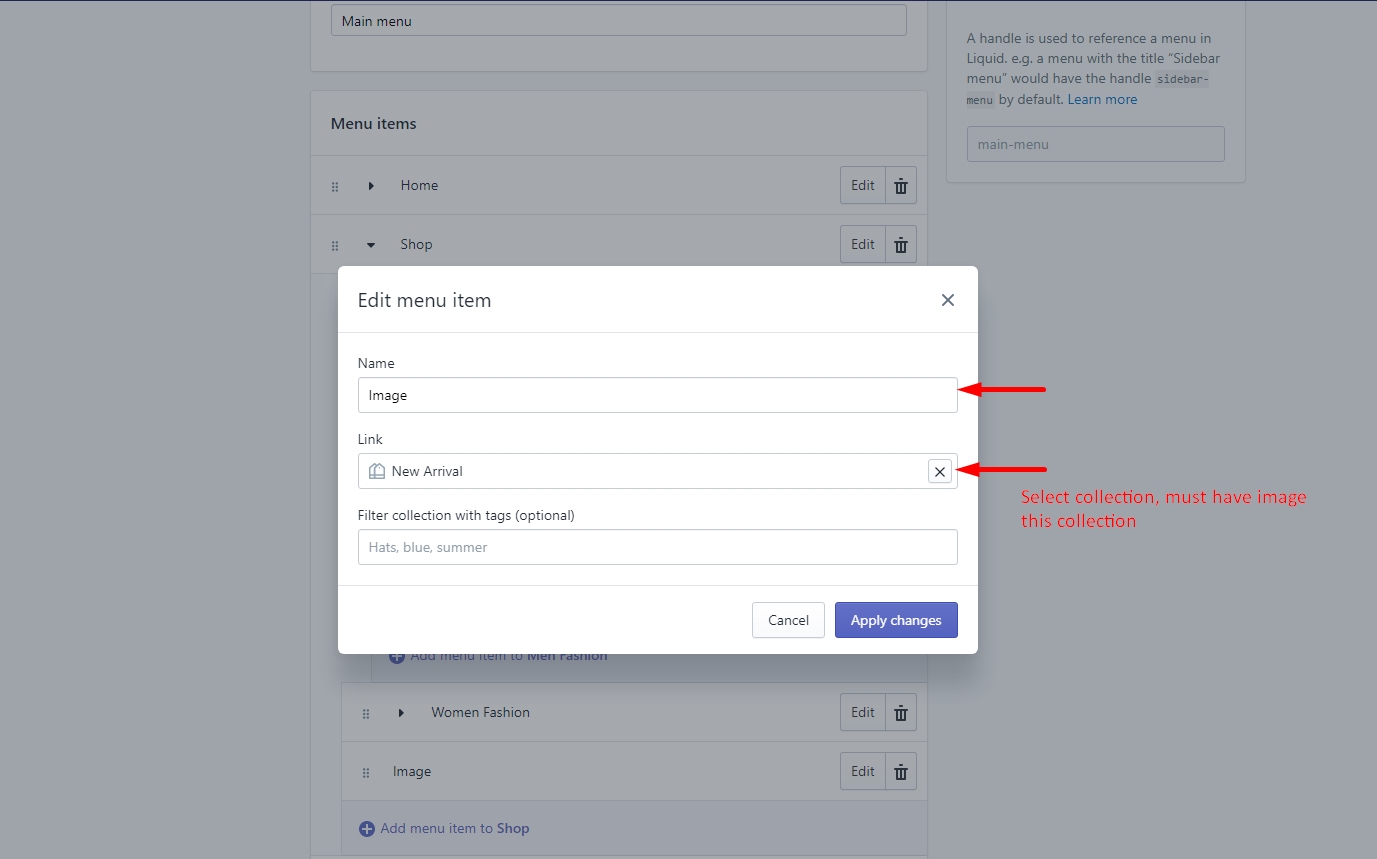 Main menu
A handle is used to reference a menu in
Liquid. e.g. a menu with the title “Sidebar
menu” would have the handle sidebar-
menu by default. Learn more
main-menu
Menu items
Home
Edit
Shop
Edit
Edit menu item
Name
Image
Link
New Arrival
Select collection, must have image
this collection
Filter collection with tags (optional)
Hats, blue, summer
Cancel
Apply changes
Add menu item to Men Fashion
Women Fashion
Edit
Image
Edit
Add menu item to Shop